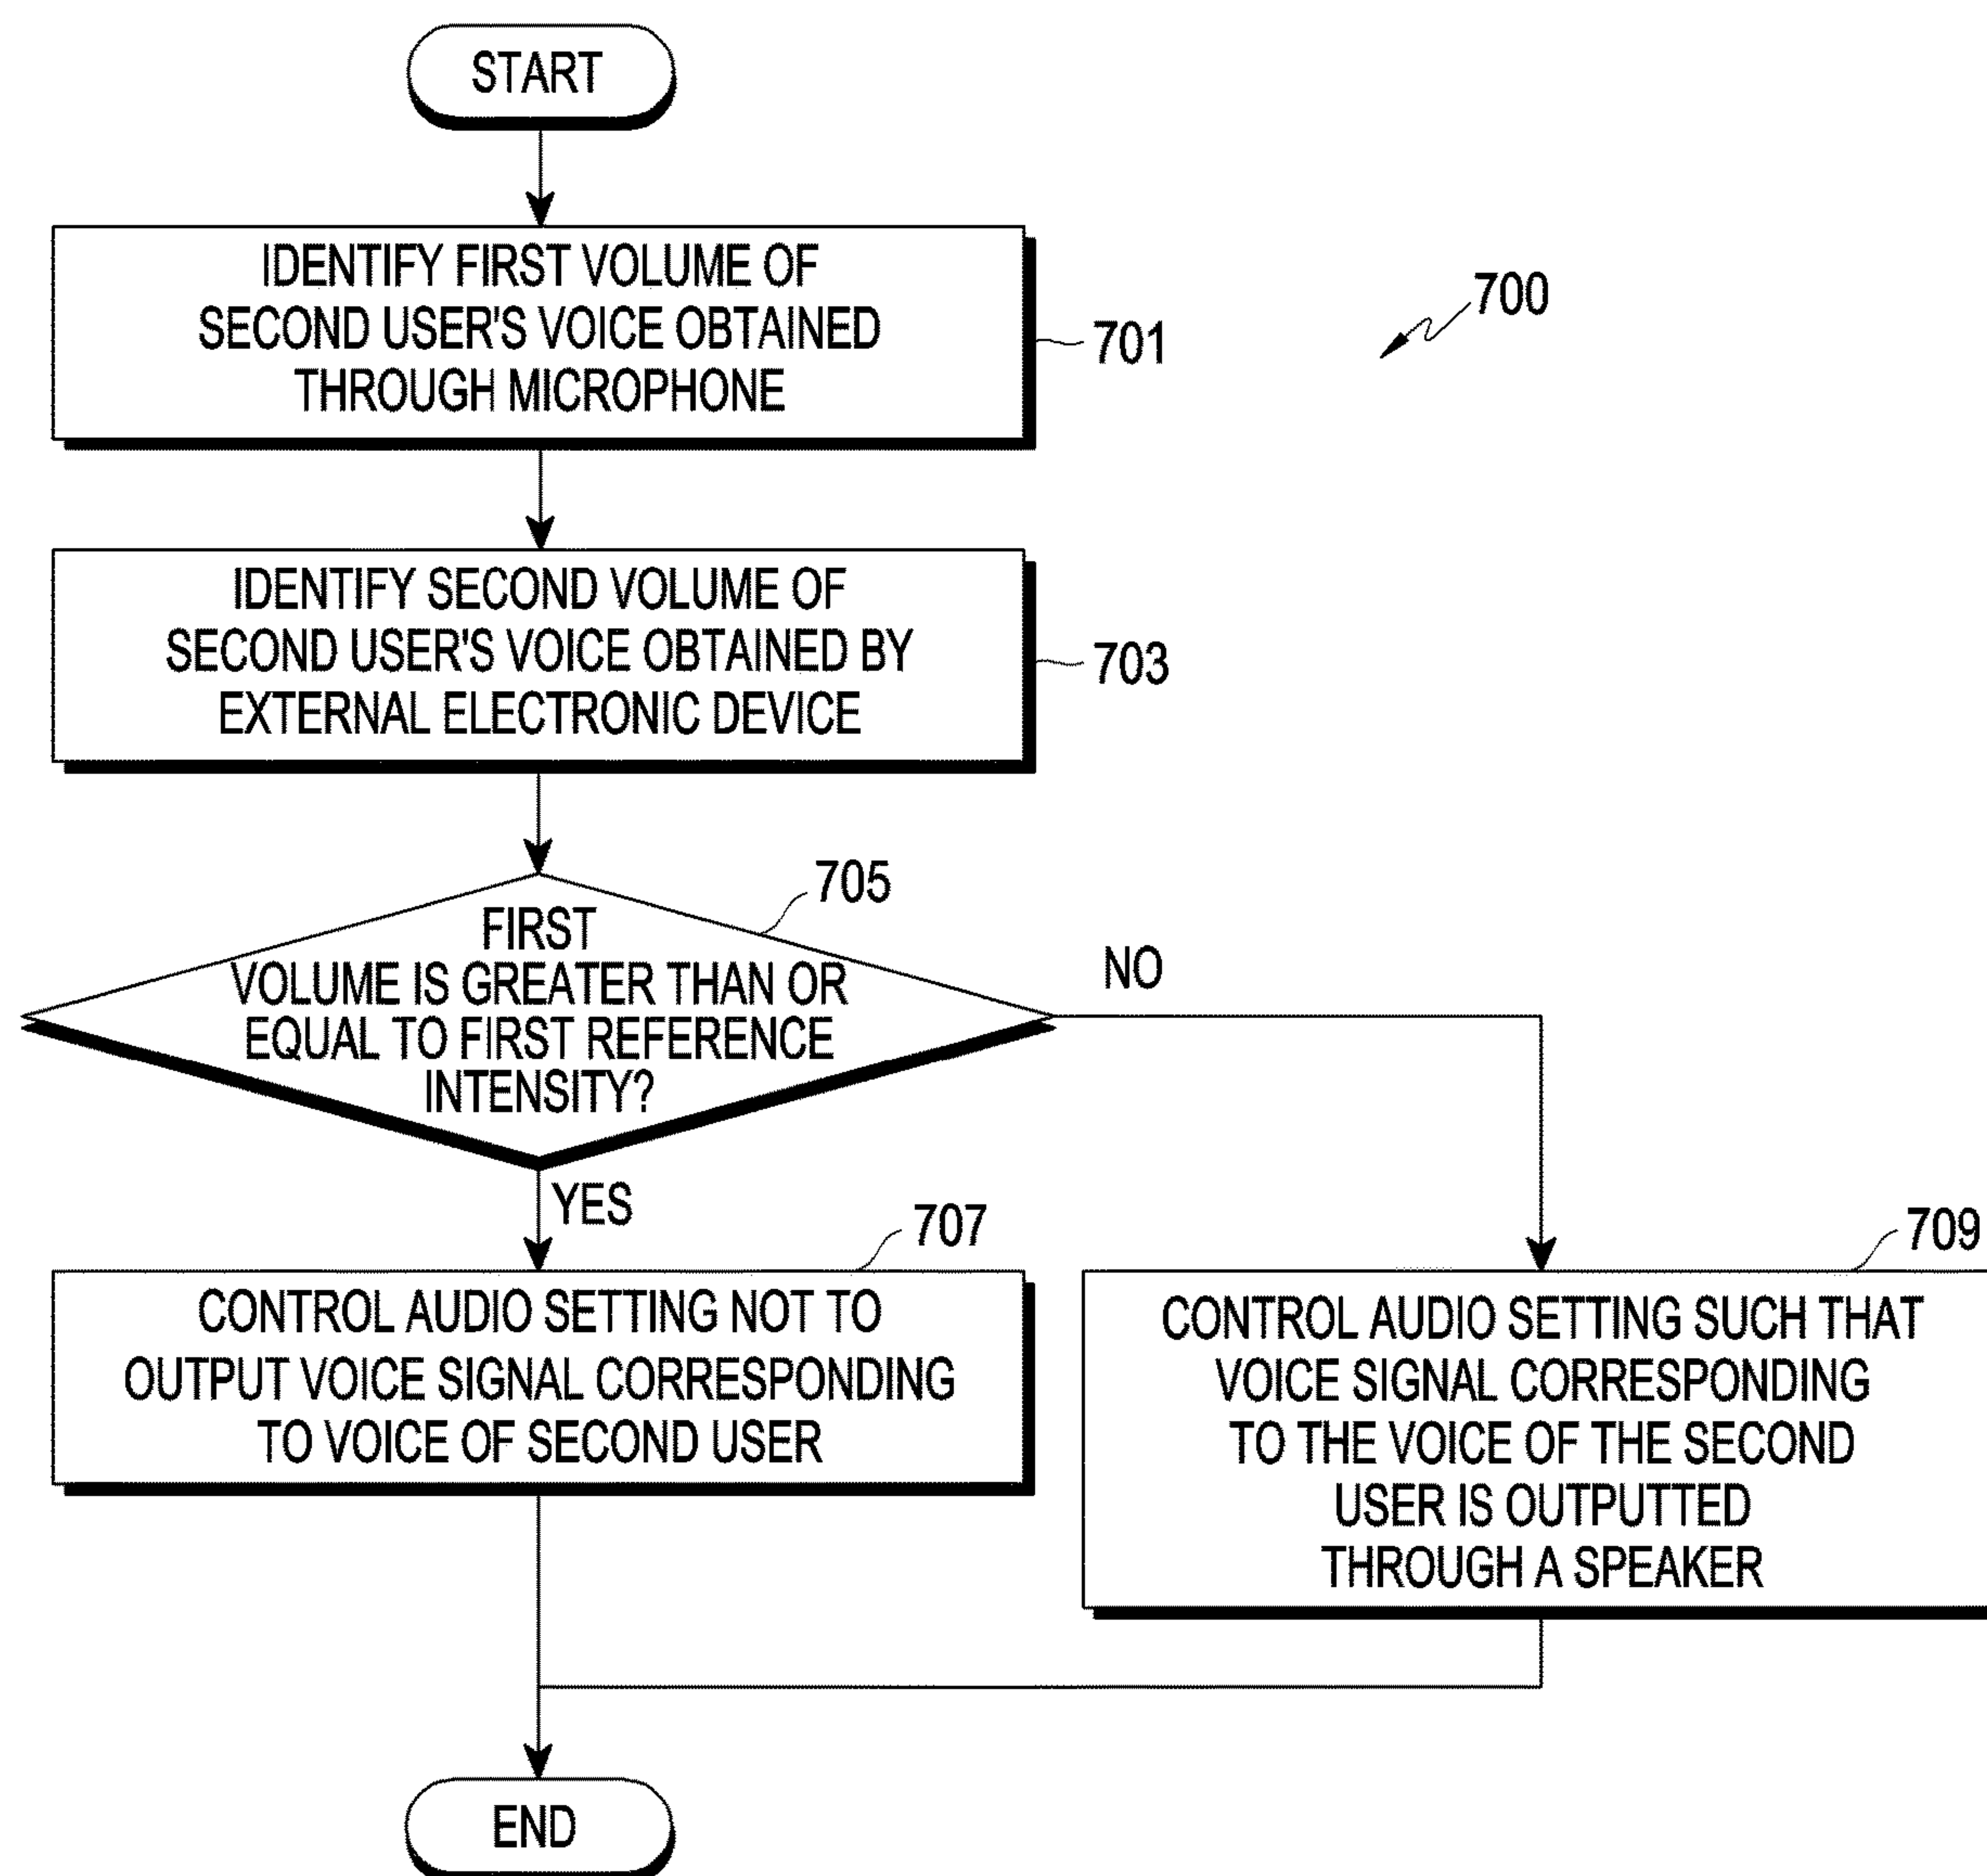 START
IDENTIFY FIRST VOLUME OF
SECOND USER'S VOICE OBTAINED
THROUGH MICROPHONE
701
700
IDENTIFY SECOND VOLUME OF
SECOND USER'S VOICE OBTAINED BY
EXTERNAL ELECTRONIC DEVICE
703
705
FIRST
VOLUME IS GREATER THAN OR
EQUAL TO FIRST REFERENCE
INTENSITY?
NO
YES
707
CONTROL AUDIO SETTING NOT TO
OUTPUT VOICE SIGNAL CORRESPONDING
TO VOICE OF SECOND USER
709
CONTROL AUDIO SETTING SUCH THAT
VOICE SIGNAL CORRESPONDING
TO THE VOICE OF THE SECOND
USER IS OUTPUTTED
THROUGH A SPEAKER
END